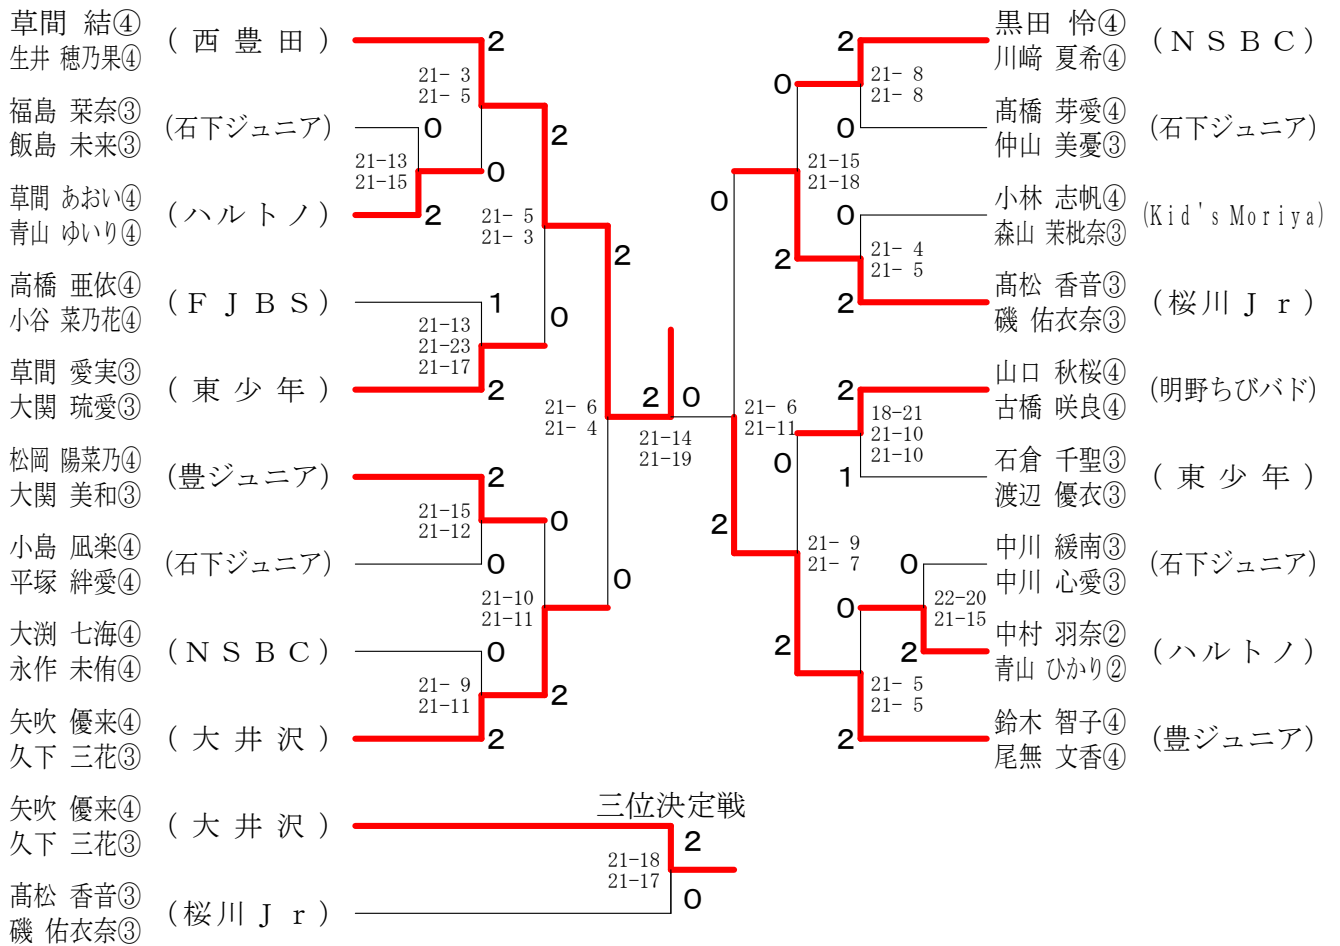 草間 結④
生井 穂乃果④
(西豊田)
2
21- 3
21- 5
福島 栞奈③
飯島 未来③
(石下ジュニア)
0
2
21-13
21-15
0
草間 あおい④
青山 ゆいり④
(ハルトノ)
2
21- 5
21- 3
2
高橋 亜依④
小谷 菜乃花④
(FJBS)
1
0
21-13
21-23
21-17
草間 愛実③
大関 琉愛③
(東少年)
2
21- 6
21- 4
2
0
21-14
21-19
松岡 陽菜乃④
大関 美和③
(豊ジュニア)
2
21-15
21-12
0
小島 凪楽④
平塚 絆愛④
(石下ジュニア)
0
0
21-10
21-11
大渕 七海④
永作 未侑④
(NSBC)
0
21- 9
21-11
2
矢吹 優来④
久下 三花③
(大井沢)
2
黒田 怜④
川﨑 夏希④
(NSBC)
2
0
21- 8
21- 8
髙橋 芽愛④
仲山 美憂③
(石下ジュニア)
0
21-15
21-18
0
小林 志帆④
森山 茉枇奈③
(Kid's Moriya)
0
21- 4
21- 5
2
髙松 香音③
磯 佑衣奈③
(桜川Jr)
2
山口 秋桜④
古橋 咲良④
(明野ちびバド)
2
21- 6
21-11
18-21
21-10
21-10
0
石倉 千聖③
渡辺 優衣③
(東少年)
1
2
21- 9
21- 7
中川 緩南③
中川 心愛③
(石下ジュニア)
0
22-20
21-15
0
中村 羽奈②
青山 ひかり②
(ハルトノ)
2
2
21- 5
21- 5
鈴木 智子④
尾無 文香④
(豊ジュニア)
2
三位決定戦
矢吹 優来④
久下 三花③
(大井沢)
2
21-18
21-17
髙松 香音③
磯 佑衣奈③
(桜川Jr)
0